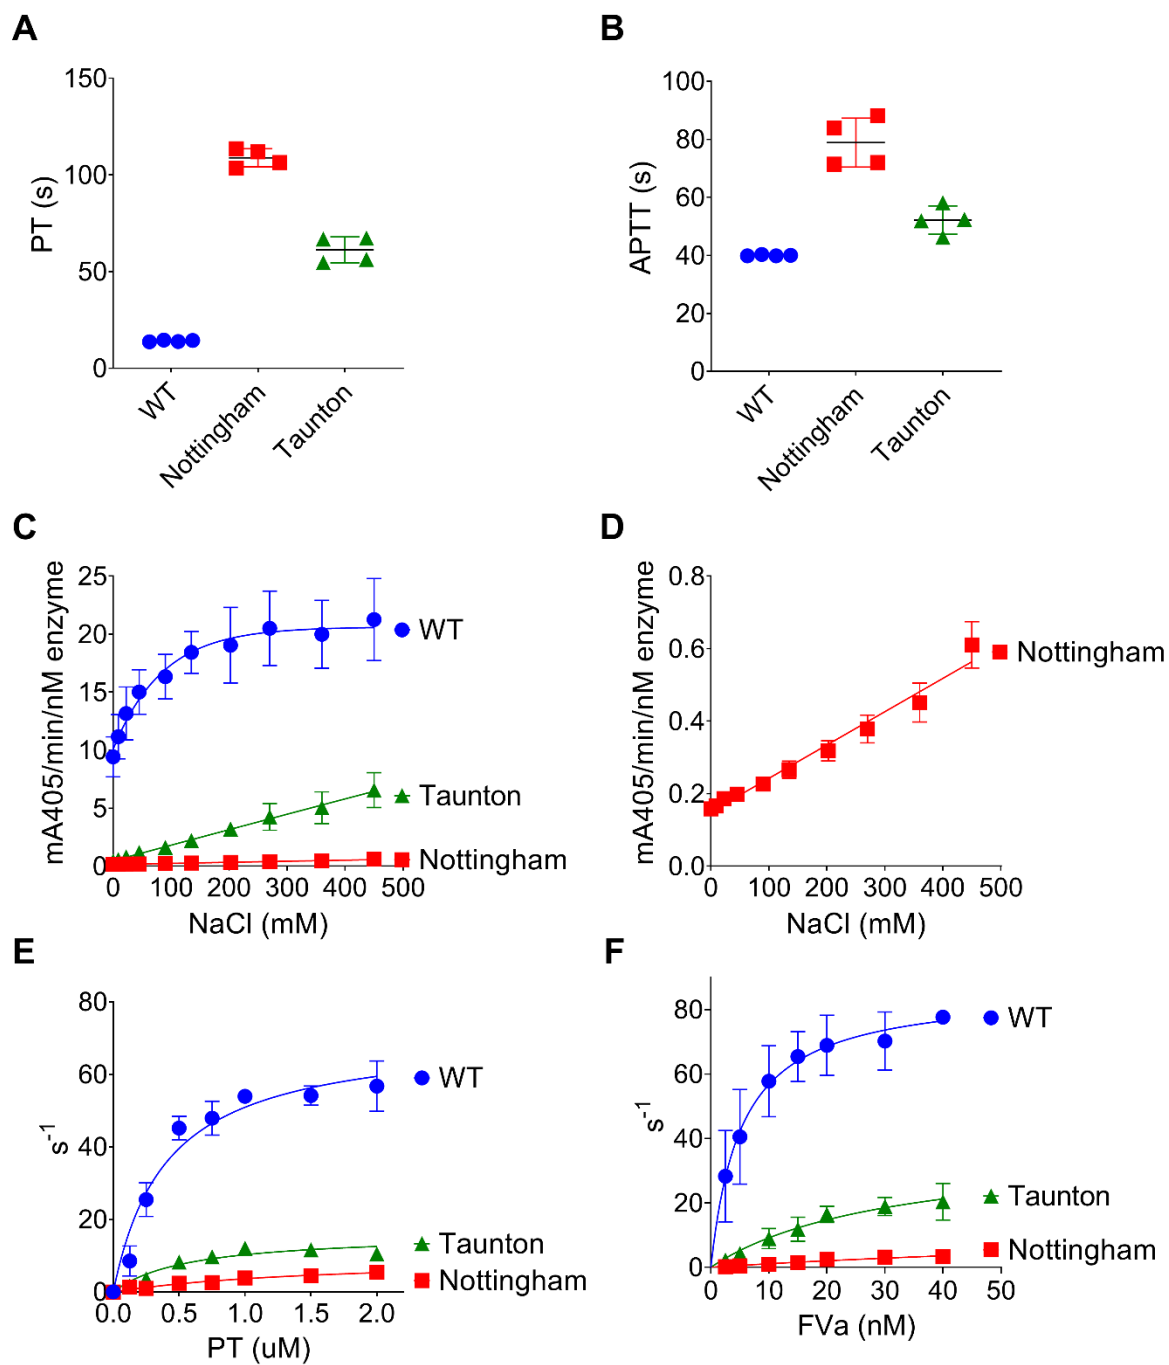 A
150
100
50
0
PT (s)
WT
Nottingham
Taunton
B
100
80
60
40
20
0
APTT (s)
WT
Nottingham
Taunton
C
25
20
15
10
5
0
mA405/min/nM enzyme
WT
Taunton
Nottingham
0 100 200 300 400 500
NaCl (mM)
D
0.8
0.6
0.4
0.2
0.0
mA405/min/nM enzyme
Nottingham
0 100 200 300 400 500
NaCl (mM)
E
80
60
40
20
0
s⁻¹
WT
Taunton
Nottingham
0.0 0.5 1.0 1.5 2.0
PT (uM)
F
80
60
40
20
0
s⁻¹
WT
Taunton
Nottingham
0 10 20 30 40 50
FVa (nM)